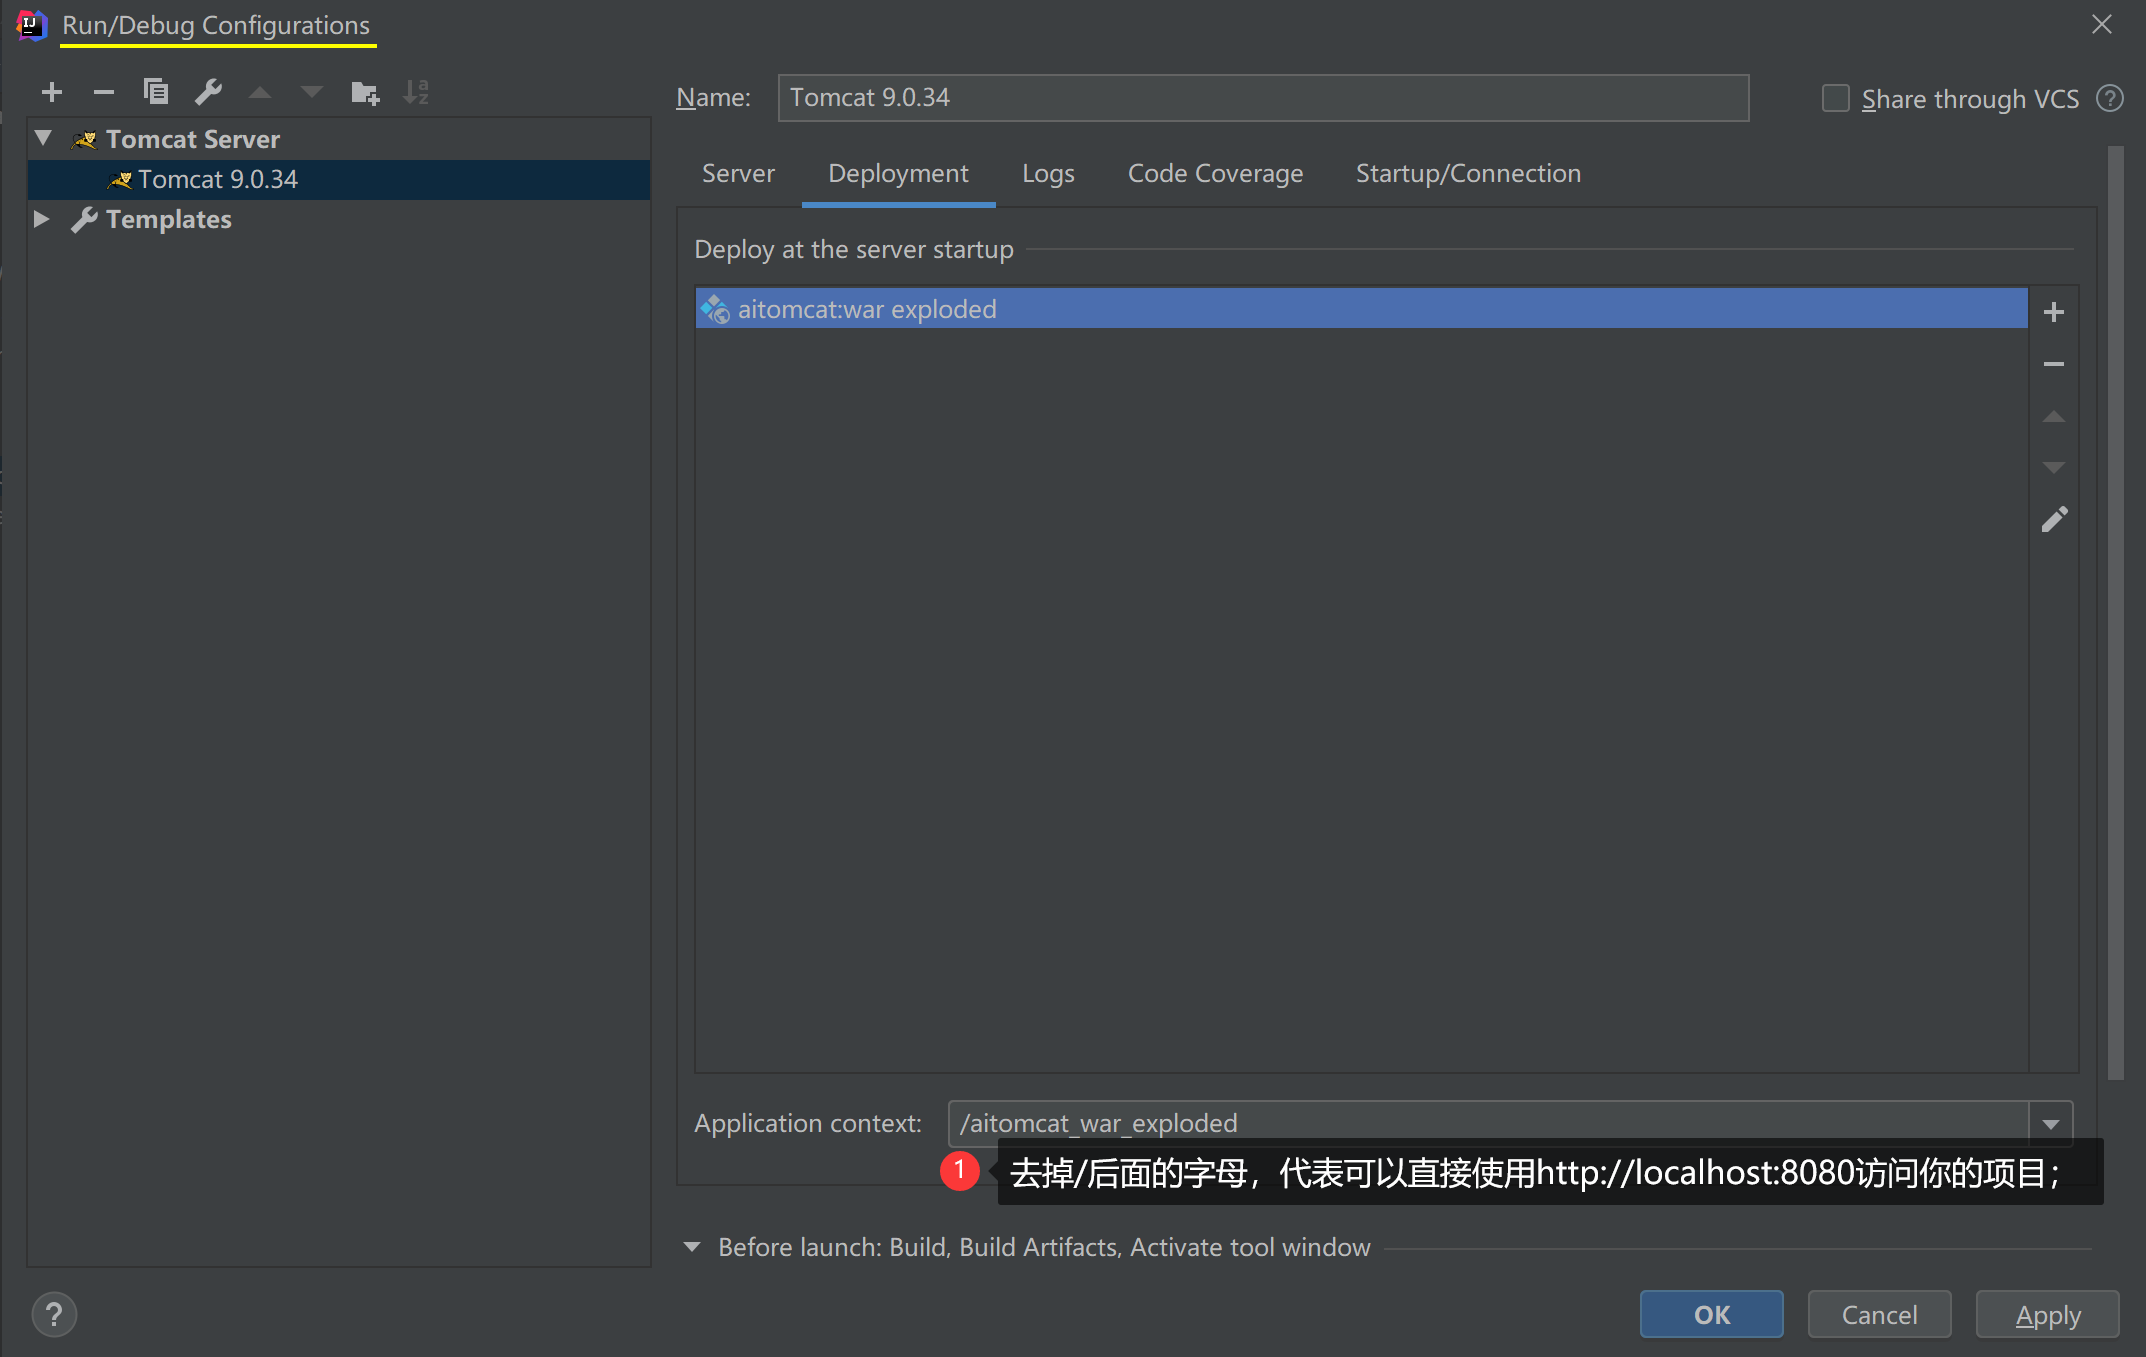 Run/Debug Configurations
Name: Tomcat 9.0.34
Share through VCS
Tomcat Server
Tomcat 9.0.34
Templates
Server Deployment Logs Code Coverage Startup/Connection
Deploy at the server startup
aitomcat:war exploded
Application context: /aitomcat_war_exploded
1 去掉/后面的字母，代表可以直接使用http://localhost:8080访问你的项目；
Before launch: Build, Build Artifacts, Activate tool window
? OK Cancel Apply